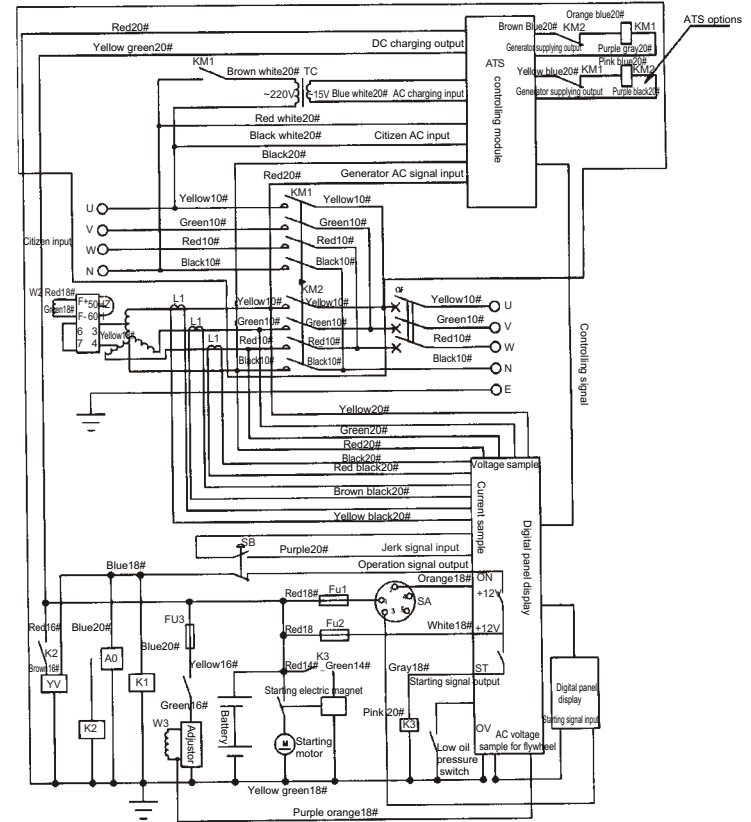 Red20#
Yellow green20#
DC charging output
KM1
Brown white20# TC
~220V
~15V Blue white20# AC charging input
Red white20#
Black white20# Citizen AC input
Black20#
Red20# Generator AC signal input
ATS
controlling module
Brown Blue20#
Orange blue20#
KM2 KM1
Generator supplying output Purple gray20#
Pink blue20#
Yellow blue20# KM1 KM2
Generator supplying output Purple black20#
ATS options
Citizen input
U Yellow10# KM1 Yellow10#
V Green10#
W Red10# Red10#
N Black10# Black10#
KM2
W2 Red18#
Green18#
F+ 50HZ
F- 60H
6 3
7 4
L1
L1
L1
Yellow10# Yellow10#
Green10# Green10#
Red10# Red10#
Black10# Black10#
QF
Yellow10# U
Green10# V
Red10# W
Black10# N
E
Controlling signal
Yellow20#
Green20#
Red20#
Black20#
Red black20#
Brown black20#
Yellow black20#
Voltage sample
Current sample
Digital panel display
SB
Purple20# Jerk signal input
Blue18# Operation signal output
Orange18# ON
+12V
Red18# Fu1
SA
Red18 Fu2 White18# +12V
Red16#
K2
Brown16#
YV
Blue20#
A0
K2
K1
FU3
Blue20#
Yellow16#
Green16#
W3
Adjustor
Battery
K3
Red14# Green14#
Starting electric magnet
M
Starting
motor
Gray18# ST
Starting signal output
Pink 20#
K3
Low oil
pressure
switch
OV
AC voltage
sample for flywheel
Digital panel
display
Starting signal input
Yellow green18#
Purple orange18#